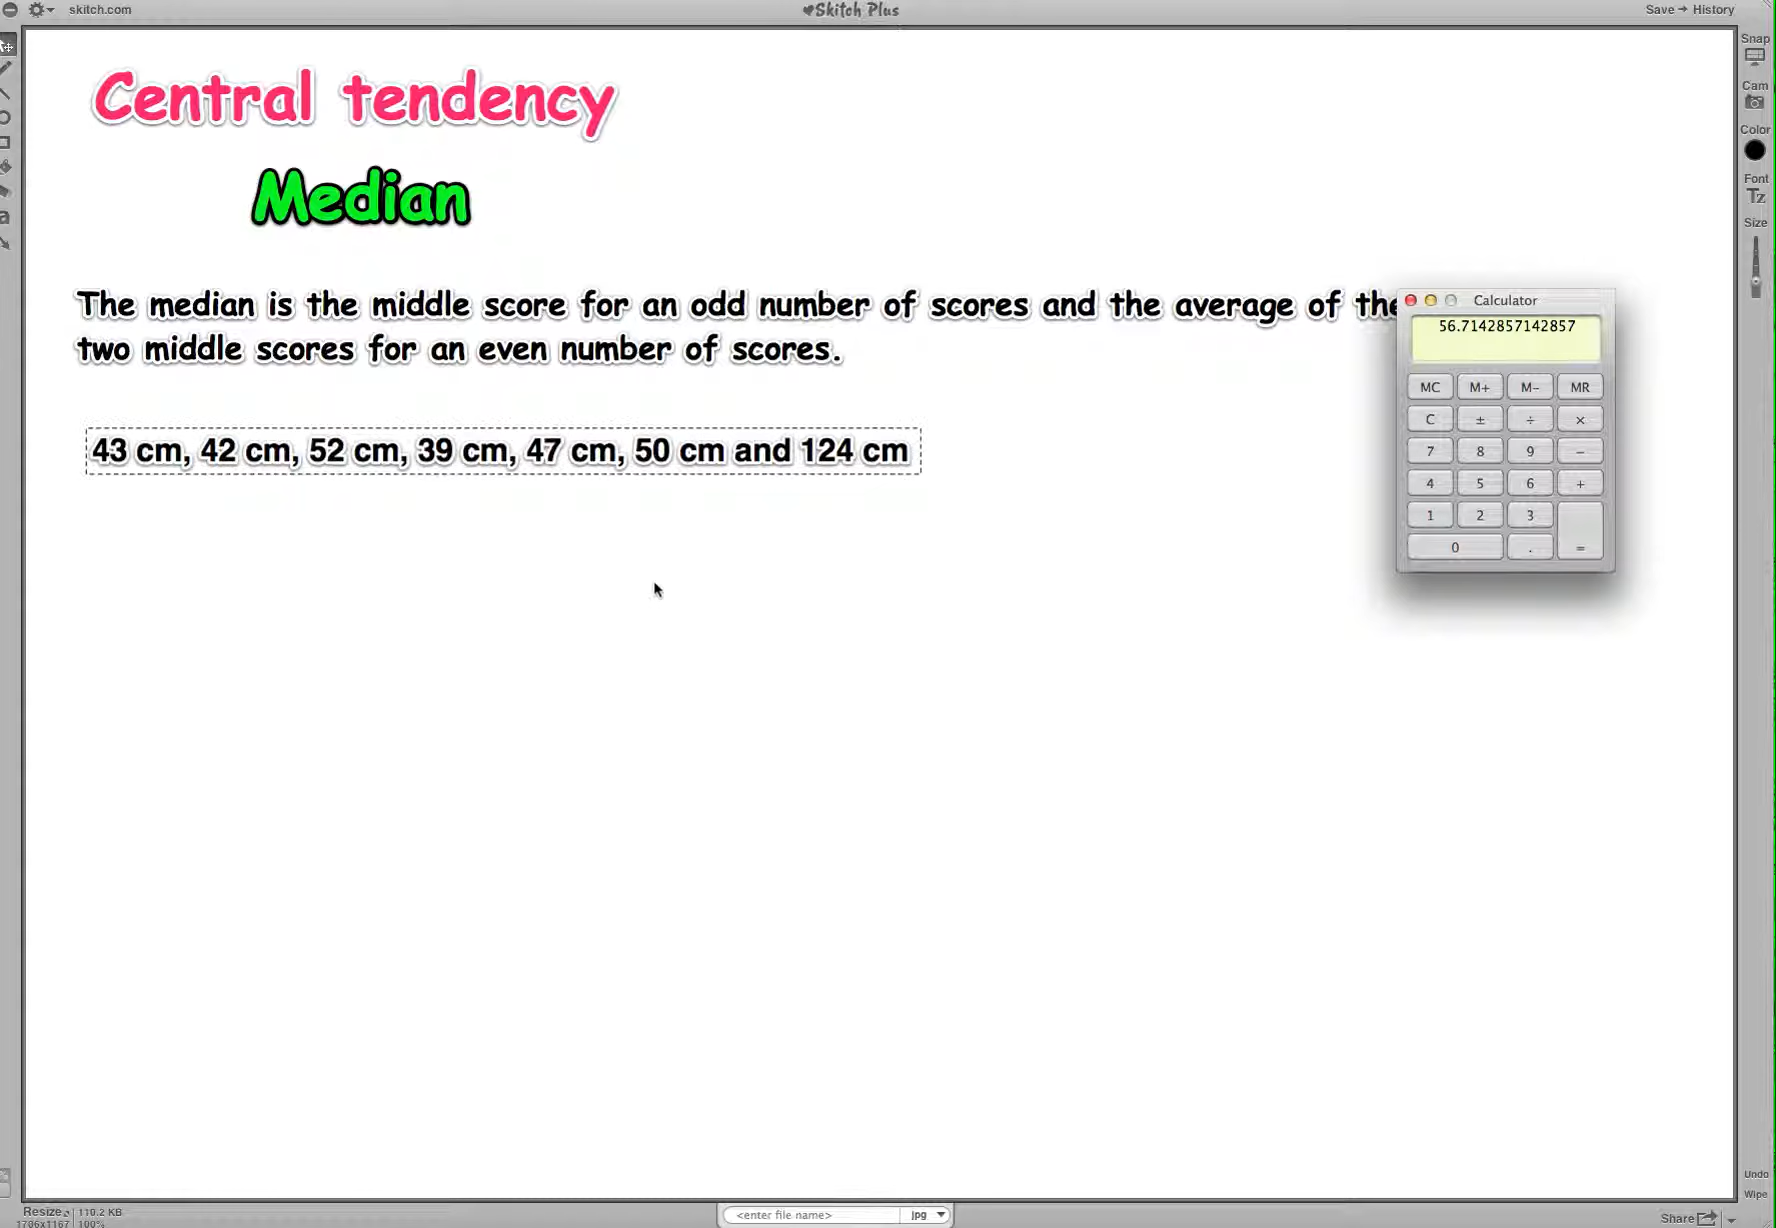 skitch.com
Skitch Plus
Save → History
Snap
Cam
Color
Font
Tz
Size
Central tendency
Median
The median is the middle score for an odd number of scores and the average of the
two middle scores for an even number of scores.
43 cm, 42 cm, 52 cm, 39 cm, 47 cm, 50 cm and 124 cm
Calculator
56.7142857142857
MC M+ M- MR
C ± ÷ ×
7 8 9 −
4 5 6 +
1 2 3
0 . =
a
Undo
Wipe
Resize 110.2 KB
1706x1167 100%
<enter file name> jpg
Share